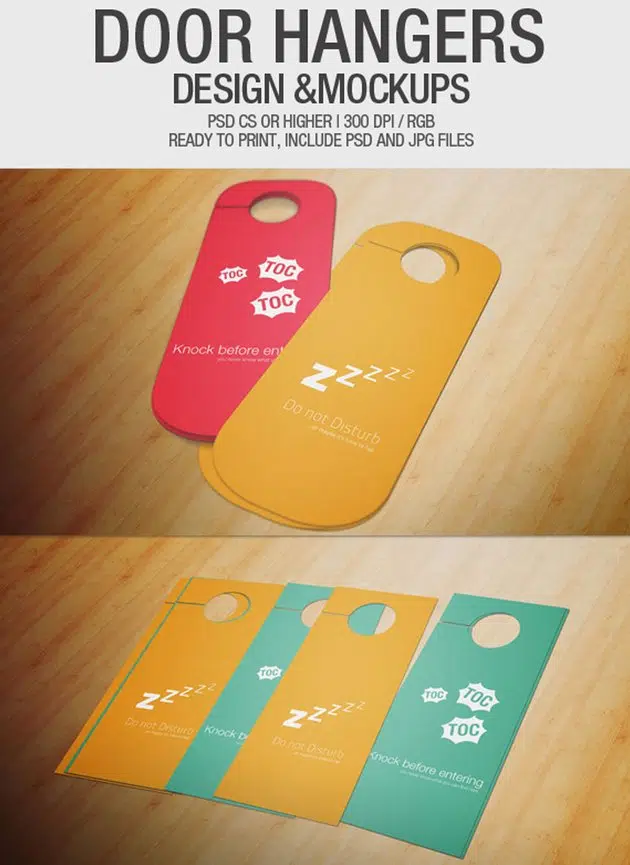 DOOR HANGERS
DESIGN &MOCKUPS
PSD CS OR HIGHER | 300 DPI / RGB
READY TO PRINT, INCLUDE PSD AND JPG FILES
TOC
TOC
TOC
Knock before ent
ZZZZZ
Do not Disturb
ZZZZZ
Do not Disturb
TOC
Knock b
ZZZZZ
Do not Disturb
TOC
TOC
TOC
Knock before entering